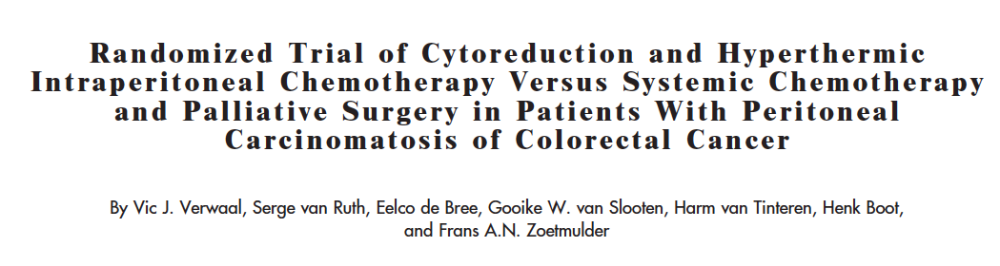 Randomized Trial of Cytoreduction and Hyperthermic
Intraperitoneal Chemotherapy Versus Systemic Chemotherapy
and Palliative Surgery in Patients With Peritoneal
Carcinomatosis of Colorectal Cancer
By Vic J. Verwaal, Serge van Ruth, Eelco de Bree, Gooike W. van Slooten, Harm van Tinteren, Henk Boot,
and Frans A.N. Zoetmulder